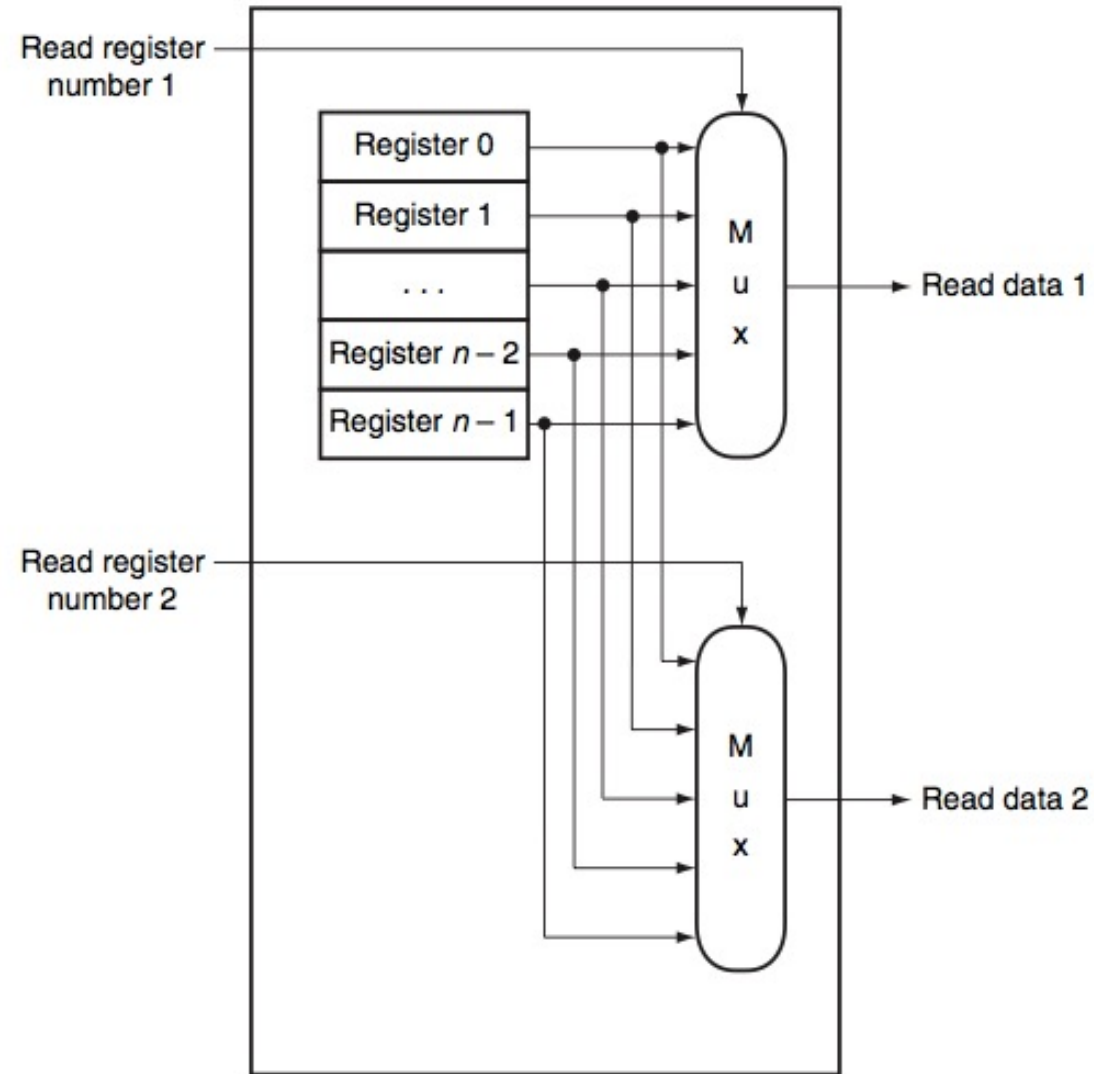 Read register
number 1
Register 0
Register 1
. . .
Register n – 2
Register n – 1
M
u
x
Read data 1
Read register
number 2
M
u
x
Read data 2